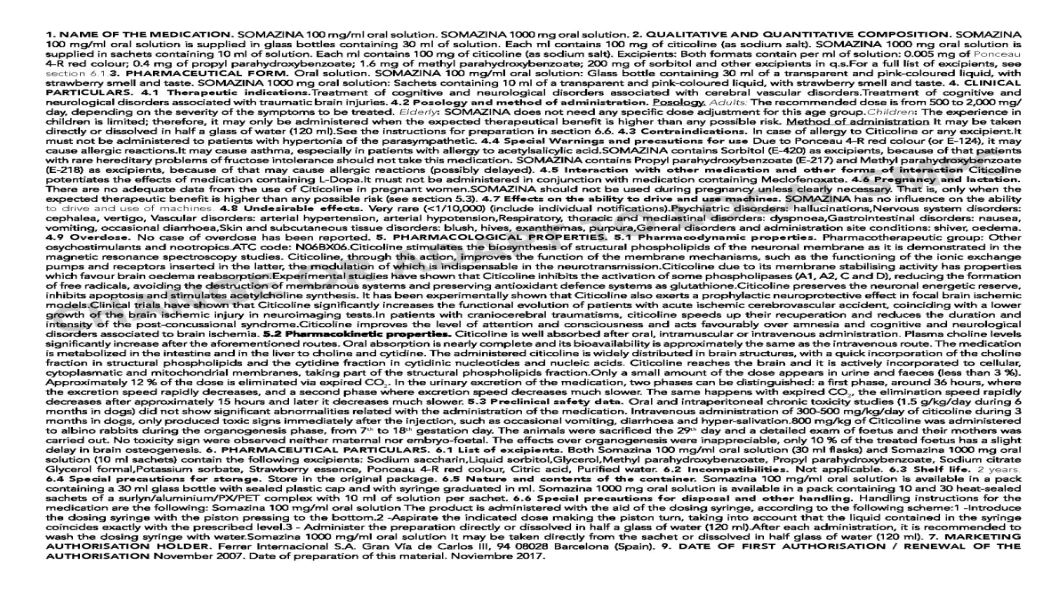 1. NAME OF THE MEDICATION. SOMAZINA 100 mg/ml oral solution. SOMAZINA 1000 mg oral solution. 2. QUALITATIVE AND QUANTITATIVE COMPOSITION. SOMAZINA
100 mg/ml oral solution is supplied in glass bottles containing 30 ml of solution. Each ml contains 100 mg of citicoline (as sodium salt). SOMAZINA 1000 mg oral solution is
supplied in sachets containing 10 ml of solution. Each ml contains 100 mg of citicoline (as sodium salt). Excipients: Both formats contain per ml of solution: 0.005 mg of Ponceau
4-R red colour; 0.4 mg of propyl parahydroxybenzoate; 1.6 mg of methyl parahydroxybenzoate; 200 mg of sorbitol and other excipients in q.s.For a full list of excipients, see
section 6.1 3. PHARMACEUTICAL FORM. Oral solution. SOMAZINA 100 mg/ml oral solution: Glass bottle containing 30 ml of a transparent and pink-coloured liquid, with
strawberry smell and taste. SOMAZINA 1000 mg oral solution: Sachets containing 10 ml of a transparent and pink-coloured liquid, with strawberry smell and taste. 4. CLINICAL
PARTICULARS. 4.1 Therapeutic indications.Treatment of cognitive and neurological disorders associated with cerebral vascular disorders.Treatment of cognitive and
neurological disorders associated with traumatic brain injuries. 4.2 Posology and method of administration. Posology. Adults. The recommended dose is from 500 to 2,000 mg/
day, depending on the severity of the symptoms to be treated. Elderly: SOMAZINA does not need any specific dose adjustment for this age group.Children: The experience in
children is limited; therefore, it may only be administered when the expected therapeutical benefit is higher than any possible risk. Method of administration It may be taken
directly or dissolved in half a glass of water (120 ml).See the instructions for preparation in section 6.6. 4.3 Contraindications. In case of allergy to Citicoline or any excipient.It
must not be administered to patients with hypertonia of the parasympathetic. 4.4 Special Warnings and precautions for use Due to Ponceau 4-R red colour (or E-124), it may
cause allergic reactions.It may cause asthma, especially in patients with allergy to acetylsalicylic acid.SOMAZINA contains Sorbitol (E-420) as excipients, because of that patients
with rare hereditary problems of fructose intolerance should not take this medication. SOMAZINA contains Propyl parahydroxybenzoate (E-217) and Methyl parahydroxybenzoate
(E-218) as excipients, because of that may cause allergic reactions (possibly delayed). 4.5 Interaction with other medication and other forms of interaction Citicoline
potentiates the effects of medication containing L-Dopa.It must not be administered in conjunction with medication containing Meclofenoxate. 4.6 Pregnancy and lactation.
There are no adequate data from the use of Citicoline in pregnant women.SOMAZINA should not be used during pregnancy unless clearly necessary. That is, only when the
expected therapeutic benefit is higher than any possible risk (see section 5.3). 4.7 Effects on the ability to drive and use machines. SOMAZINA has no influence on the ability
to drive and use of machines. 4.8 Undesirable effects. Very rare (<1/10,000) (include individual notifications).Psychiatric disorders: hallucinations,Nervous system disorders:
cephalea, vertigo, Vascular disorders: arterial hypertension, arterial hypotension,Respiratory, thoracic and mediastinal disorders: dyspnoea,Gastrointestinal disorders: nausea,
vomiting, occasional diarrhoea,Skin and subcutaneous tissue disorders: blush, hives, exanthemas, purpura,General disorders and administration site conditions: shiver, oedema.
4.9 Overdose. No case of overdose has been reported. 5. PHARMACOLOGICAL PROPERTIES. 5.1 Pharmacodynamic properties. Pharmacotherapeutic group: Other
psychostimulants and nootropics.ATC code: N06BX06.Citicoline stimulates the biosynthesis of structural phospholipids of the neuronal membrane as it is demonstrated in the
magnetic resonance spectroscopy studies. Citicoline, through this action, improves the function of the membrane mechanisms, such as the functioning of the ionic exchange
pumps and receptors inserted in the latter, the modulation of which is indispensable in the neurotransmission.Citicoline due to its membrane stabilising activity has properties
which favour brain oedema reabsorption.Experimental studies have shown that Citicoline inhibits the activation of some phospholipases (A1, A2, C and D), reducing the formation
of free radicals, avoiding the destruction of membranous systems and preserving antioxidant defence systems as glutathione.Citicoline preserves the neuronal energetic reserve,
inhibits apoptosis and stimulates acetylcholine synthesis. It has been experimentally shown that Citicoline also exerts a prophylactic neuroprotective effect in focal brain ischemic
models.Clinical trials have shown that Citicoline significantly increases the functional evolution of patients with acute ischemic cerebrovascular accident, coinciding with a lower
growth of the brain ischemic injury in neuroimaging tests.In patients with craniocerebral traumatisms, citicoline speeds up their recuperation and reduces the duration and
intensity of the post-concussional syndrome.Citicoline improves the level of attention and consciousness and acts favourably over amnesia and cognitive and neurological
disorders associated to brain ischemia. 5.2 Pharmacokinetic properties. Citicoline is well absorbed after oral, intramuscular or intravenous administration. Plasma choline levels
significantly increase after the aforementioned routes. Oral absorption is nearly complete and its bioavailability is approximately the same as the intravenous route. The medication
is metabolized in the intestine and in the liver to choline and cytidine. The administered citicoline is widely distributed in brain structures, with a quick incorporation of the choline
fraction in structural phospholipids and the cytidine fraction in cytidinic nucleotides and nucleic acids. Citicoline reaches the brain and it is actively incorporated to cellular,
cytoplasmatic and mitochondrial membranes, taking part of the structural phospholipids fraction.Only a small amount of the dose appears in urine and faeces (less than 3 %).
Approximately 12 % of the dose is eliminated via expired CO₂. In the urinary excretion of the medication, two phases can be distinguished: a first phase, around 36 hours, where
the excretion speed rapidly decreases, and a second phase where excretion speed decreases much slower. The same happens with expired CO₂, the elimination speed rapidly
decreases after approximately 15 hours and later it decreases much slower. 5.3 Preclinical safety data. Oral and intraperitoneal chronic toxicity studies (1.5 g/kg/day during 6
months in dogs) did not show significant abnormalities related with the administration of the medication. Intravenous administration of 300-500 mg/kg/day of citicoline during 3
months in dogs, only produced toxic signs immediately after the injection, such as occasional vomiting, diarrhoea and hyper-salivation.800 mg/kg of Citicoline was administered
to albino rabbits during the organogenesis phase, from 7th to 18th gestation day. The animals were sacrificed the 29th day and a detailed exam of foetus and their mothers was
carried out. No toxicity sign were observed neither maternal nor embryo-foetal. The effects over organogenesis were inappreciable, only 10 % of the treated foetus has a slight
delay in brain osteogenesis. 6. PHARMACEUTICAL PARTICULARS. 6.1 List of excipients. Both Somazina 100 mg/ml oral solution (30 ml flasks) and Somazina 1000 mg oral
solution (10 ml sachets) contain the following excipients: Sodium saccharin,Liquid sorbitol,Glycerol,Methyl parahydroxybenzoate, Propyl parahydroxybenzoate, Sodium citrate
Glycerol formal,Potassium sorbate, Strawberry essence, Ponceau 4-R red colour, Citric acid, Purified water. 6.2 Incompatibilities. Not applicable. 6.3 Shelf life. 2 years.
6.4 Special precautions for storage. Store in the original package. 6.5 Nature and contents of the container. Somazina 100 mg/ml oral solution is available in a pack
containing a 30 ml glass bottle with sealed plastic cap and with syringe graduated in ml. Somazina 1000 mg oral solution is available in a pack containing 10 and 30 heat-sealed
sachets of a surlyn/aluminium/PX/PET complex with 10 ml of solution per sachet. 6.6 Special precautions for disposal and other handling. Handling instructions for the
medication are the following: Somazina 100 mg/ml oral solution The product is administered with the aid of the dosing syringe, according to the following scheme:1 -Introduce
the dosing syringe with the piston pressing to the bottom.2 -Aspirate the indicated dose making the piston turn, taking into account that the liquid contained in the syringe
coincides exactly with the prescribed level.3 - Administer the preparation directly or dissolved in half a glass of water (120 ml).After each administration, it is recommended to
wash the dosing syringe with water.Somazina 1000 mg/ml oral solution It may be taken directly from the sachet or dissolved in half glass of water (120 ml). 7. MARKETING
AUTHORISATION HOLDER. Ferrer Internacional S.A. Gran Vía de Carlos III, 94 08028 Barcelona (Spain). 9. DATE OF FIRST AUTHORISATION / RENEWAL OF THE
AUTHORISATION November 2007. Date of preparation of this material. Noviembre 2017.